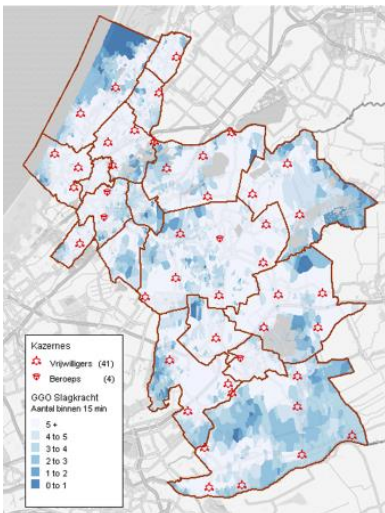 Kazernes
Vrijwilligers (41)
Beroeps (4)
GGO Slagkracht
Aantal binnen 15 min
5 +
4 to 5
3 to 4
2 to 3
1 to 2
0 to 1